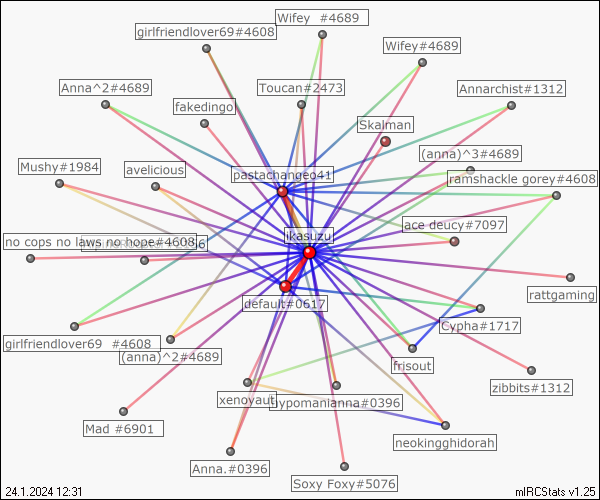 Wifey #4689
girlfriendlover69#4608
Wifey#4689
Anna^2#4689
Toucan#2473
Annarchist#1312
fakedingo
Skalman
(anna)^3#4689
Mushy#1984
avelicious
pastachange041
ramshackle gorey#4608
ace deucy#7097
ikasuzu
no cops no laws no hope#4608
rattgaming
default#0617
Cypha#1717
girlfriendlover69 #4608
(anna)^2#4689
frisout
zibbits#1312
xenoyaut
hypomanianna#0396
Mad #6901
neokingghidorah
Anna.#0396
Soxy Foxy#5076
24.1.2024 12:31
mIRCStats v1.25